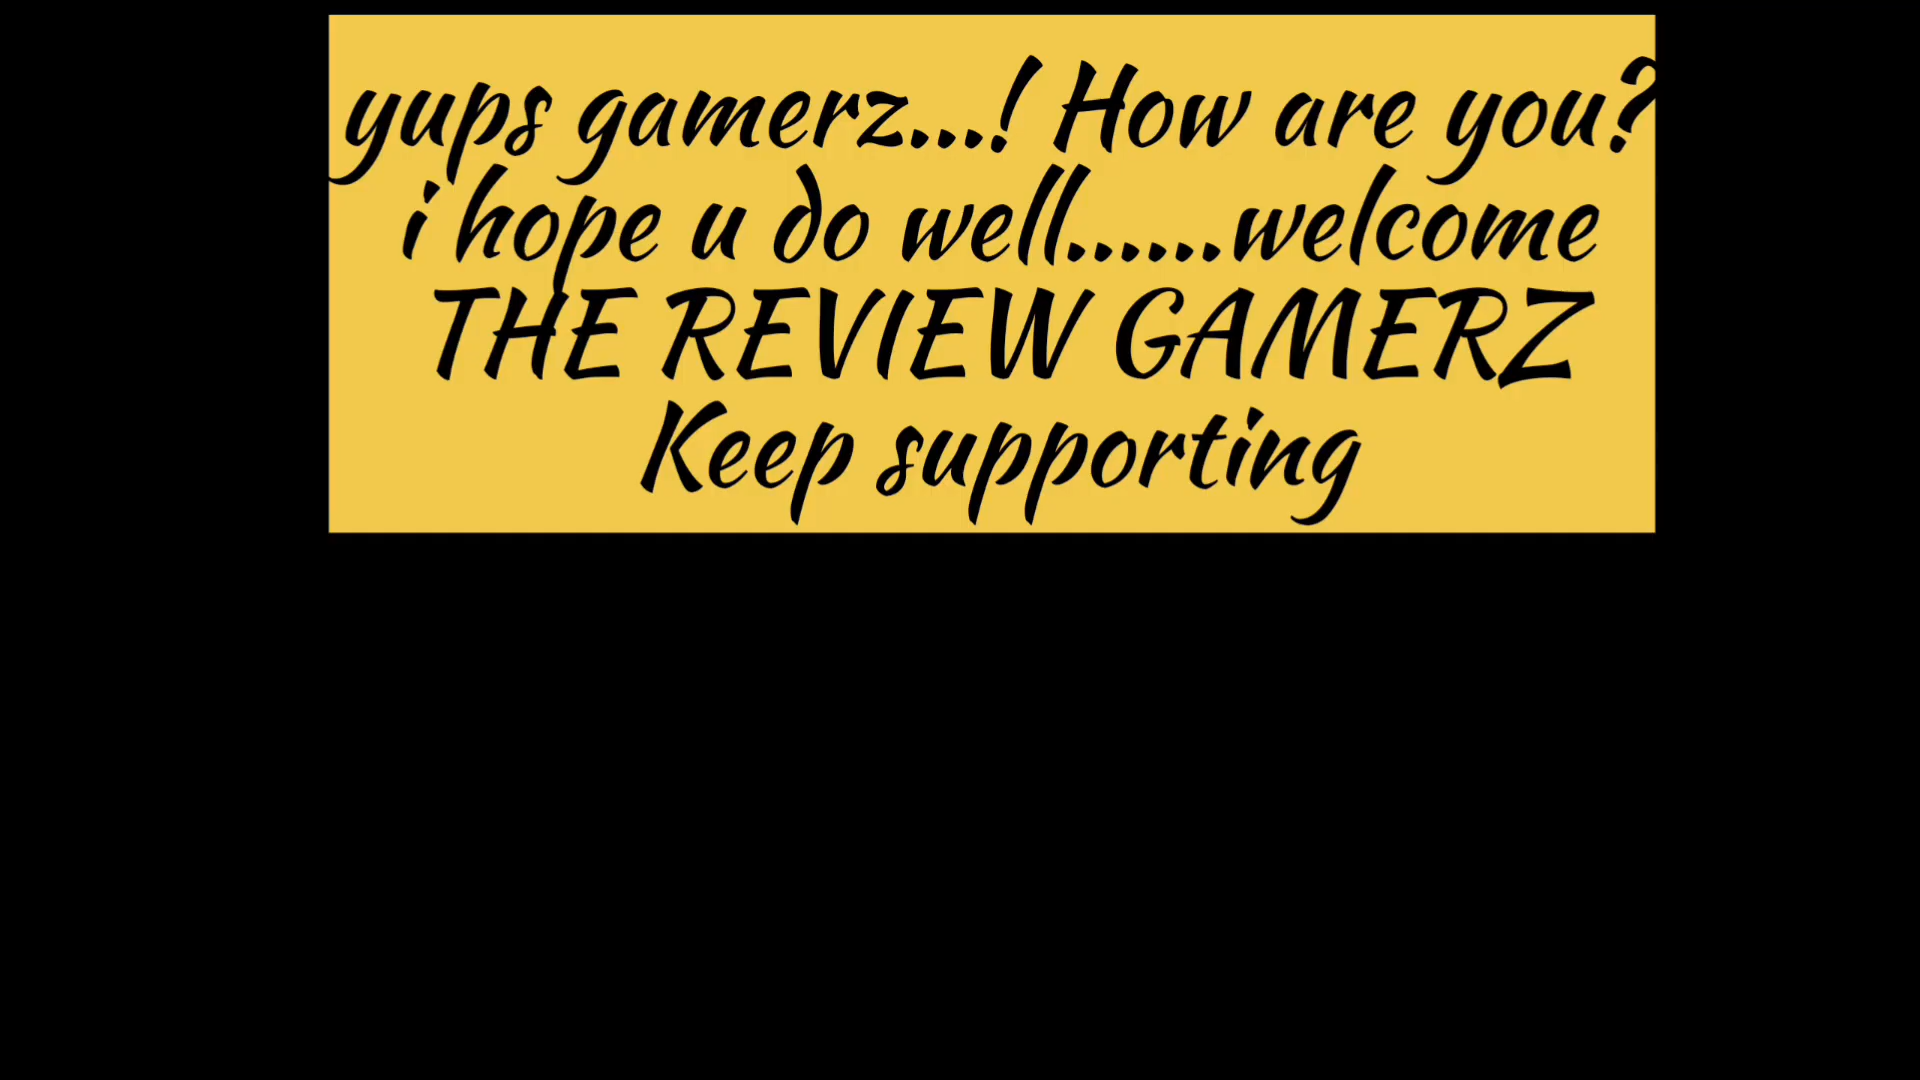 yups gamerz...! How are you?
i hope u do well......welcome
THE REVIEW GAMERZ
Keep supporting